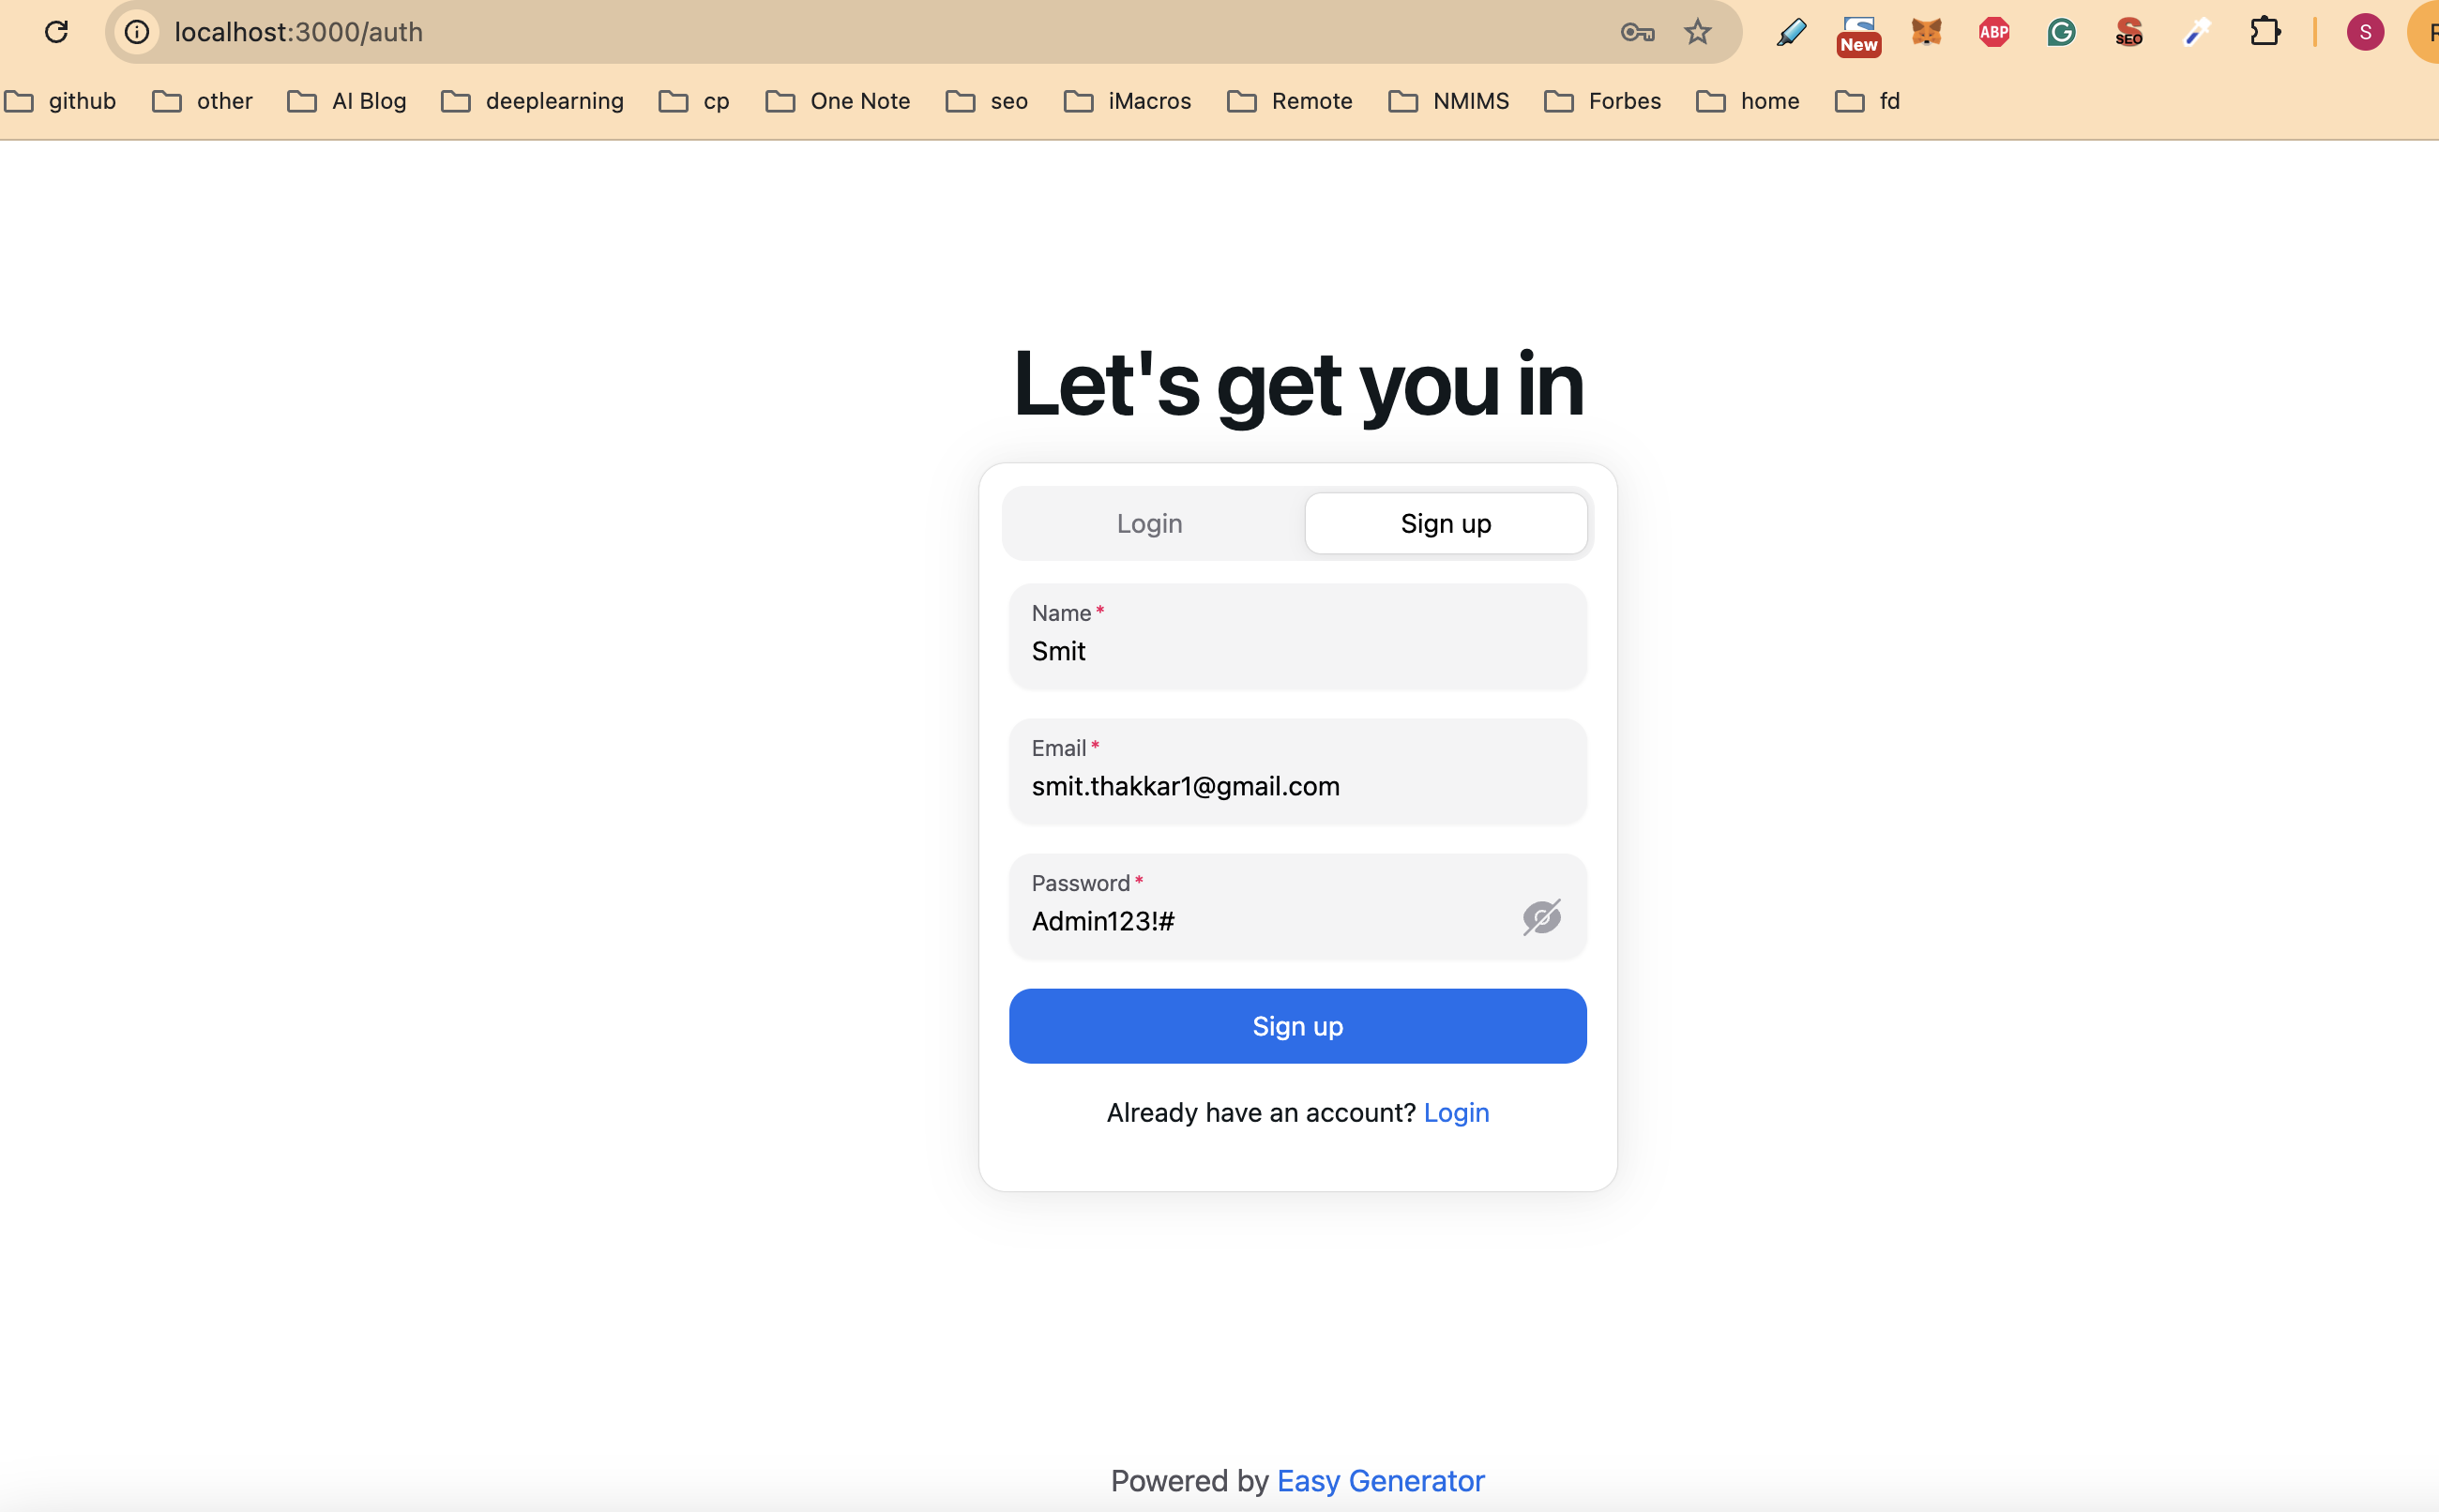 localhost:3000/auth
New
ABP
G
SEO
S
github other AI Blog deeplearning cp One Note seo iMacros Remote NMIMS Forbes home fd
Let's get you in
Login Sign up
Name*
Smit
Email*
smit.thakkar1@gmail.com
Password*
Admin123!#
Sign up
Already have an account? Login
Powered by Easy Generator